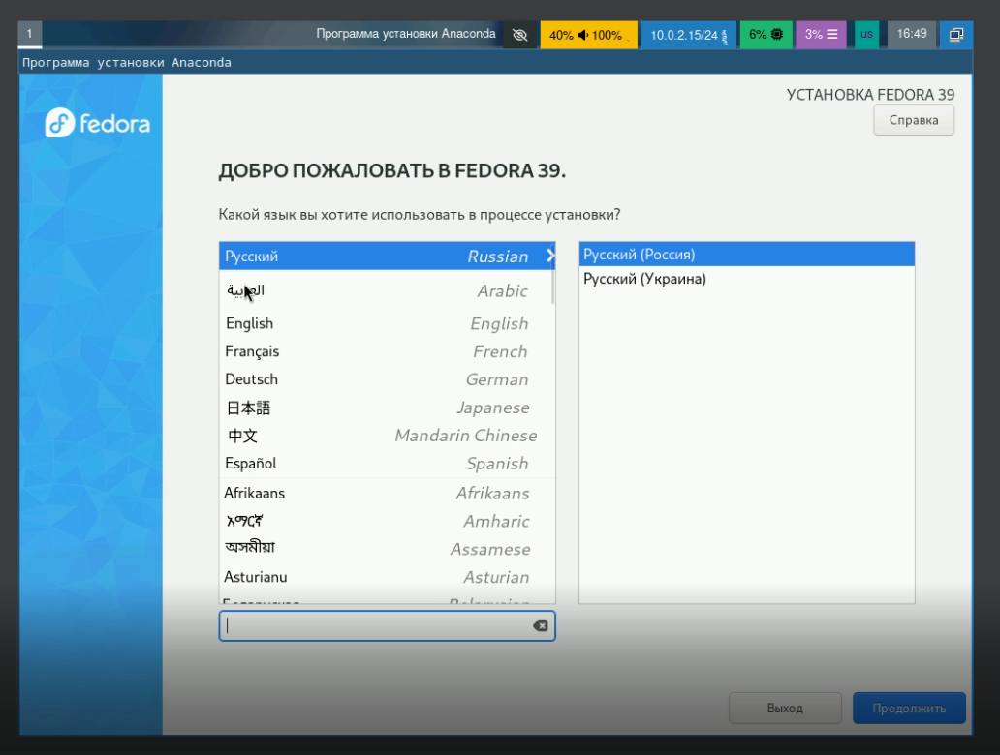 1 Программа установки Anaconda 40% 100% 10.0.2.15/24 6% 3% us 16:49
Программа установки Anaconda
fedora
УСТАНОВКА FEDORA 39
Справка
ДОБРО ПОЖАЛОВАТЬ В FEDORA 39.
Какой язык вы хотите использовать в процессе установки?
Русский Russian
العربية Arabic
English English
Français French
Deutsch German
日本語 Japanese
中文 Mandarin Chinese
Español Spanish
Afrikaans Afrikaans
አማርኛ Amharic
অসমীয়া Assamese
Asturianu Asturian
Беларуская Belarusian
Русский (Россия)
Русский (Украина)
Выход
Продолжить